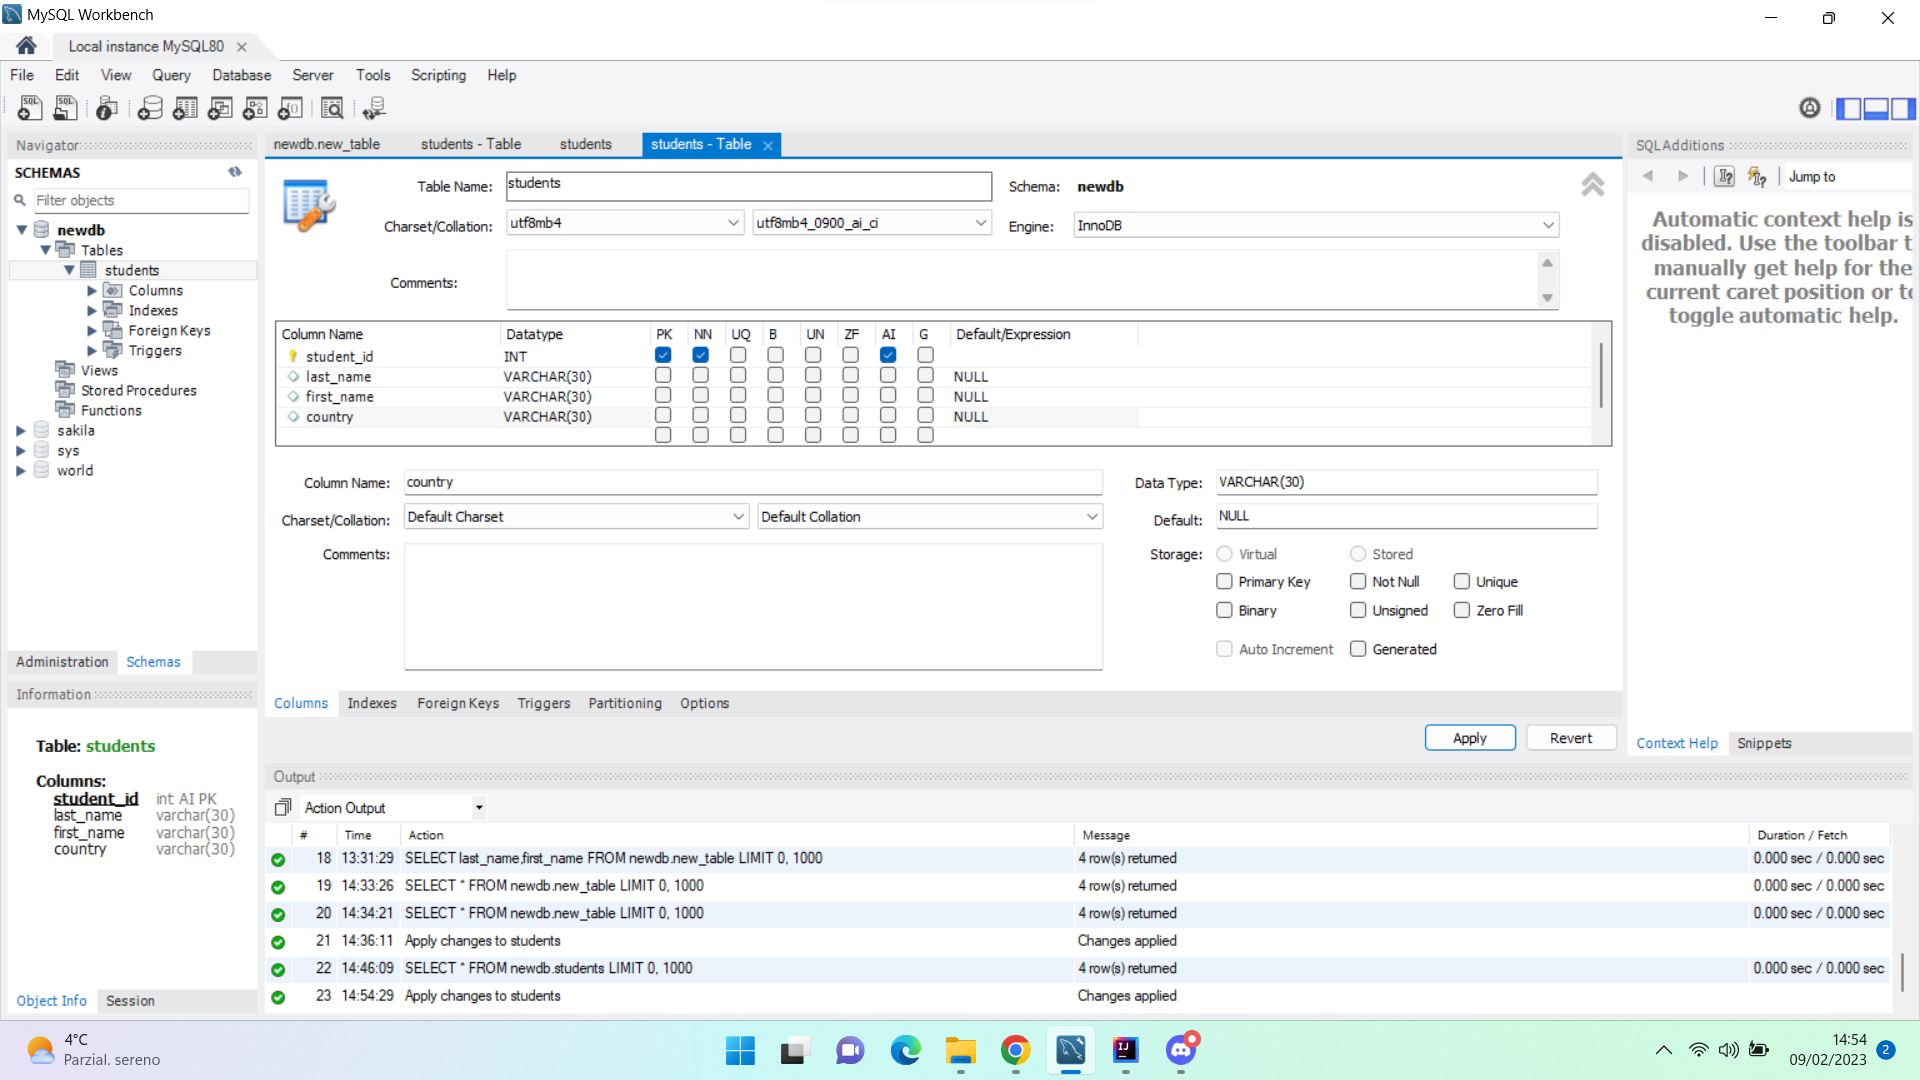 MySQL Workbench
Local instance MySQL80
File Edit View Query Database Server Tools Scripting Help
Navigator
SCHEMAS
Filter objects
newdb
Tables
students
Columns
Indexes
Foreign Keys
Triggers
Views
Stored Procedures
Functions
sakila
sys
world
Administration Schemas
Information
Table: students
Columns:
student_id int AI PK
last_name varchar(30)
first_name varchar(30)
country varchar(30)
Object Info Session
newdb.new_table students - Table students students - Table
Table Name: students Schema: newdb
Charset/Collation: utf8mb4 utf8mb4_0900_ai_ci Engine: InnoDB
Comments:
Column Name Datatype PK NN UQ B UN ZF AI G Default/Expression
student_id INT
last_name VARCHAR(30) NULL
first_name VARCHAR(30) NULL
country VARCHAR(30) NULL
Column Name: country Data Type: VARCHAR(30)
Charset/Collation: Default Charset Default Collation Default: NULL
Comments: Storage: Virtual Stored
Primary Key Not Null Unique
Binary Unsigned Zero Fill
Auto Increment Generated
Columns Indexes Foreign Keys Triggers Partitioning Options
Apply Revert
SQLAdditions
Jump to
Automatic context help is
disabled. Use the toolbar t
manually get help for the
current caret position or to
toggle automatic help.
Context Help Snippets
Output
Action Output
# Time Action Message Duration / Fetch
18 13:31:29 SELECT last_name,first_name FROM newdb.new_table LIMIT 0, 1000 4 row(s) returned 0.000 sec / 0.000 sec
19 14:33:26 SELECT * FROM newdb.new_table LIMIT 0, 1000 4 row(s) returned 0.000 sec / 0.000 sec
20 14:34:21 SELECT * FROM newdb.new_table LIMIT 0, 1000 4 row(s) returned 0.000 sec / 0.000 sec
21 14:36:11 Apply changes to students Changes applied
22 14:46:09 SELECT * FROM newdb.students LIMIT 0, 1000 4 row(s) returned 0.000 sec / 0.000 sec
23 14:54:29 Apply changes to students Changes applied
4°C
Parzial. sereno
14:54
09/02/2023
2